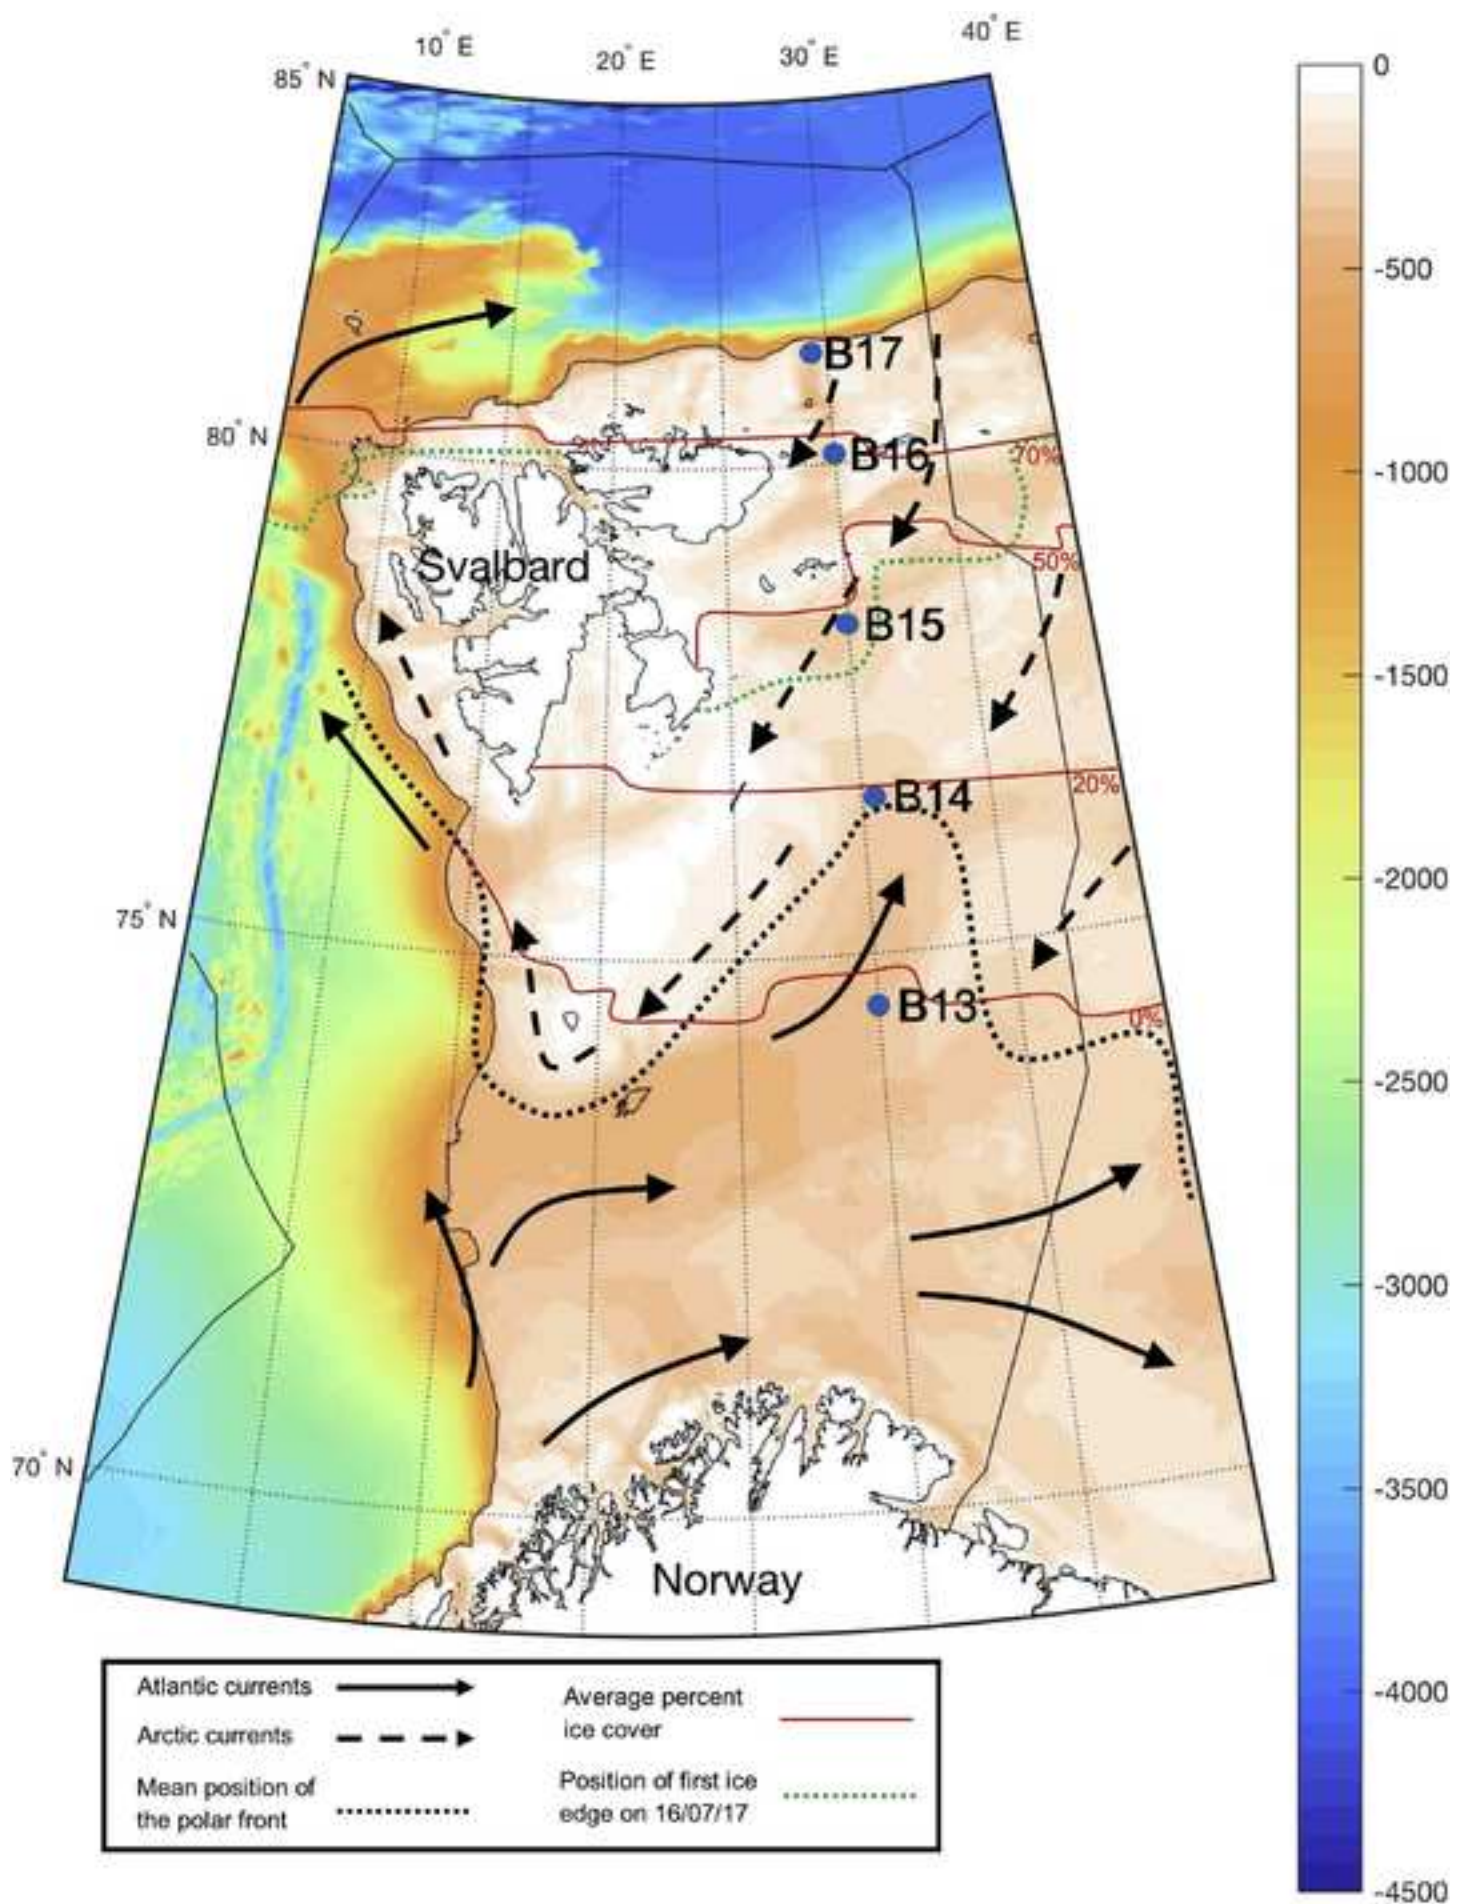 10° E
20° E
30° E
40° E
85° N
0
-500
B17
80° N
B16
70%
-1000
Svalbard
50%
B15
-1500
20%
B14
-2000
75° N
B13
0%
-2500
-3000
70° N
-3500
Norway
Atlantic currents
Arctic currents
Mean position of
the polar front
Average percent
ice cover
Position of first ice
edge on 16/07/17
-4000
-4500